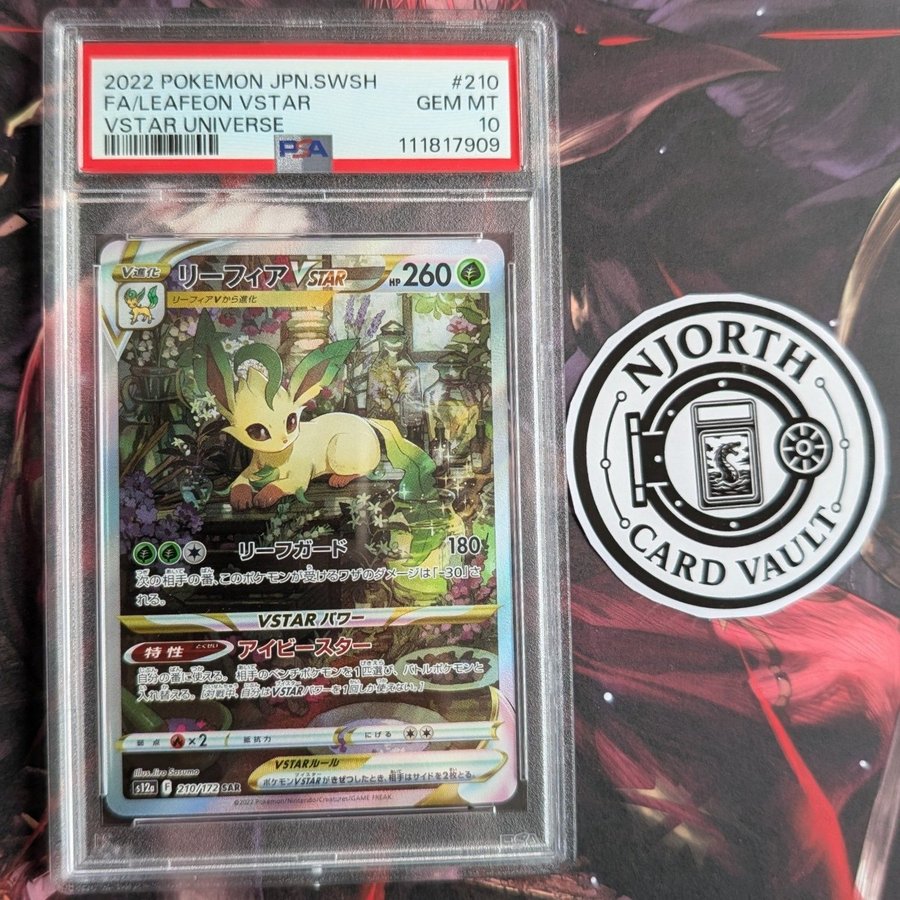 2022 POKEMON JPN.SWSH #210
FA/LEAFEON VSTAR GEM MT
VSTAR UNIVERSE 10
111817909
PSA
V進化
リーフィアVSTAR HP 260
リーフィアVから進化
リーフガード 180
次の相手の番、このポケモンが受けるワザのダメージは「-30」さ
れる。
VSTARパワー
特性 アイビースター
自分の番に使える。相手のベンチポケモンを1匹選び、バトルポケモンと
入れ替える。[対戦中、自分はVSTARパワーを1回しか使えない。]
弱点 ×2 抵抗力 にげる
VSTARルール
ポケモンVSTARがきぜつしたとき、相手はサイドを2枚とる。
Illus. Jiro Sasumo
s12a F 210/172 SAR
©2022 Pokémon/Nintendo/Creatures/GAME FREAK.
NJORTH
CARD VAULT